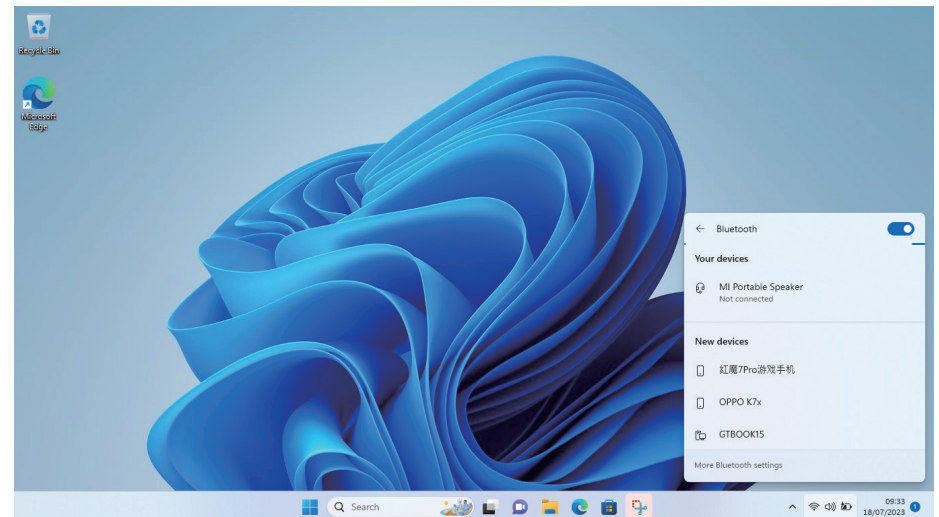 Recycle Bin
Microsoft
Edge
Bluetooth
Your devices
MI Portable Speaker
Not connected
New devices
紅魔7Pro游戏手机
OPPO K7x
GTBOOK15
More Bluetooth settings
Search
09:33
18/07/2023
1